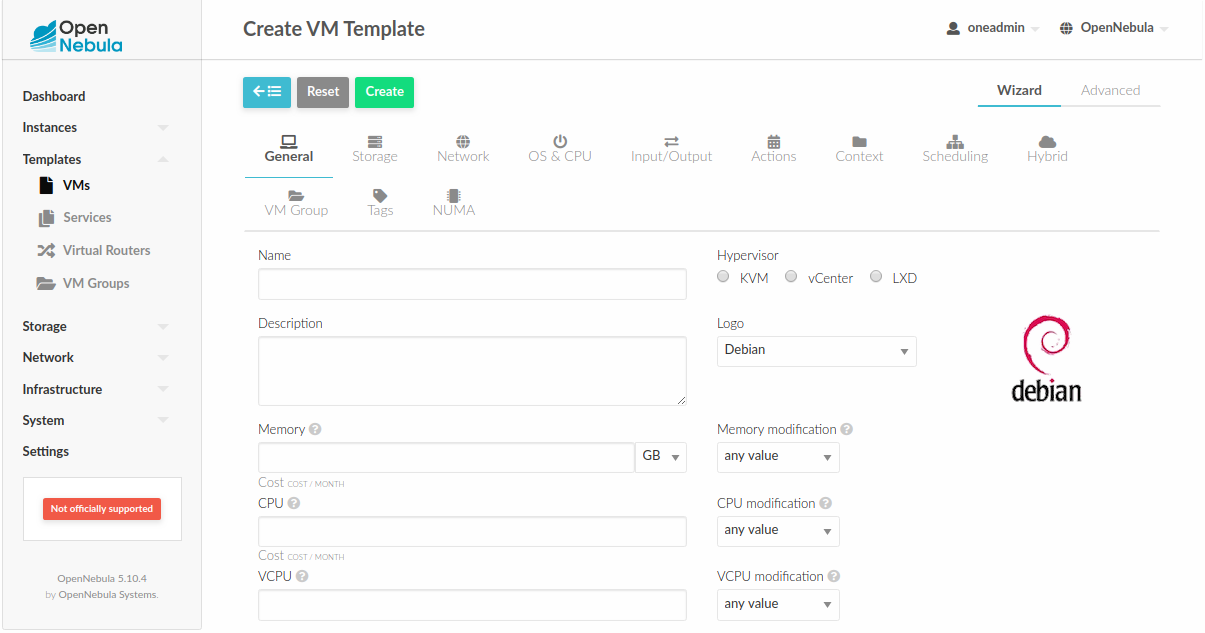 Open
Nebula
Create VM Template
oneadmin
OpenNebula
Dashboard
Instances
Templates
VMs
Services
Virtual Routers
VM Groups
Storage
Network
Infrastructure
System
Settings
Not officially supported
OpenNebula 5.10.4
by OpenNebula Systems.
Reset
Create
Wizard
Advanced
General
Storage
Network
OS & CPU
Input/Output
Actions
Context
Scheduling
Hybrid
VM Group
Tags
NUMA
Name
Hypervisor
KVM
vCenter
LXD
Description
Logo
Debian
debian
Memory ?
GB
Memory modification ?
any value
Cost COST / MONTH
CPU ?
CPU modification ?
any value
Cost COST / MONTH
VCPU ?
VCPU modification ?
any value